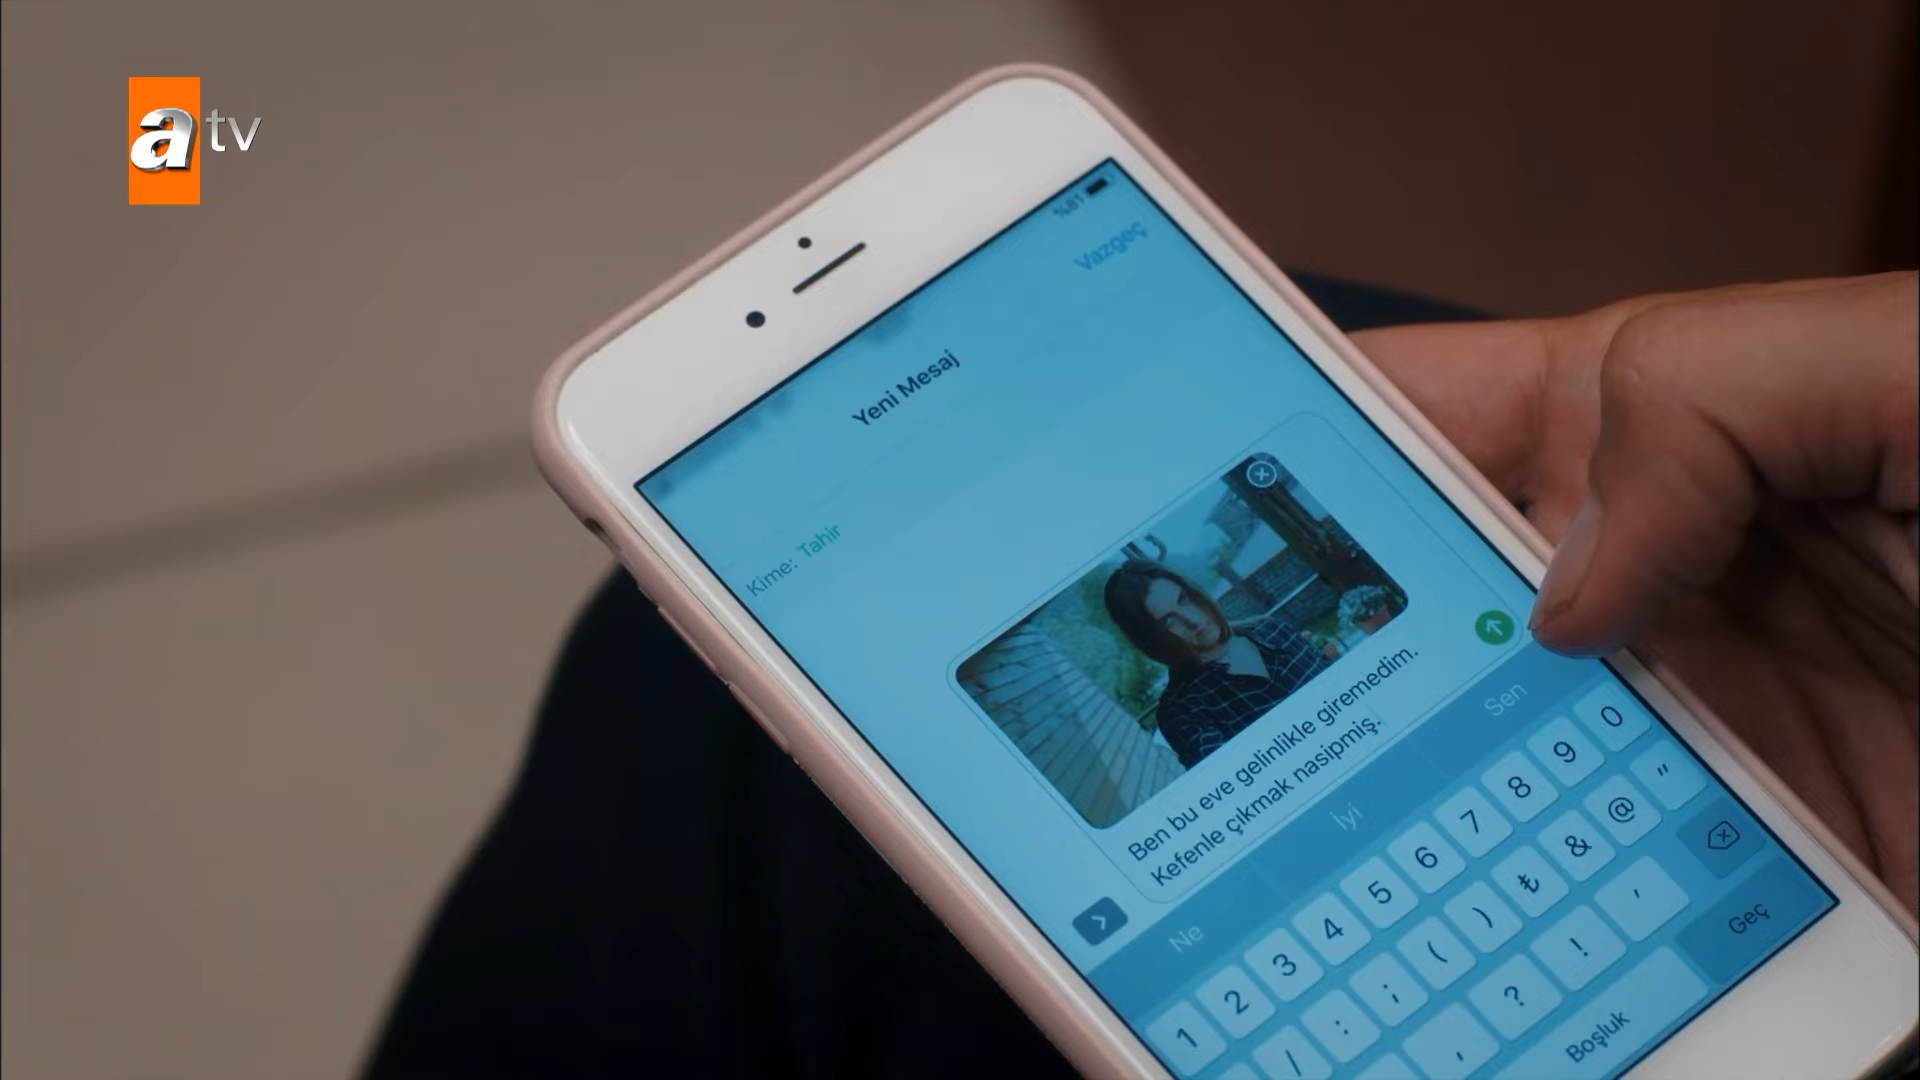 atv
%81
Vazgeç
Yeni Mesaj
Kime: Tahir
Ben bu eve gelinlikle giremedim.
Kefenle çıkmak nasipmiş.
Ne İyi Sen
1 2 3 4 5 6 7 8 9 0
/ : ; ( ) ₺ & @ "
, ? ! '
Boşluk Geç